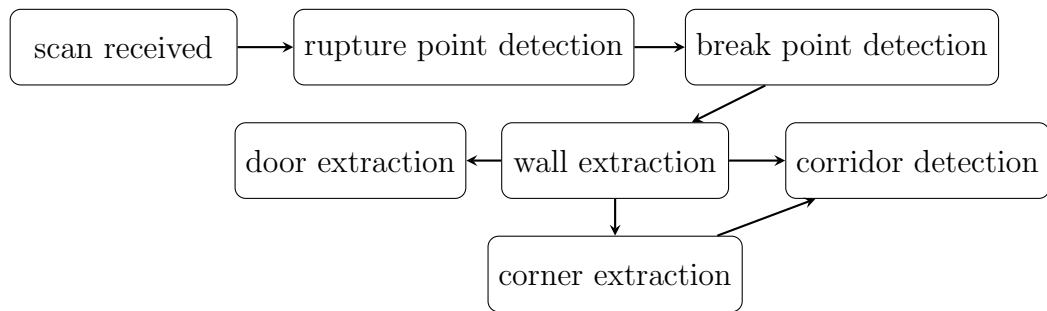 scan received
rupture point detection
break point detection
door extraction
wall extraction
corridor detection
corner extraction